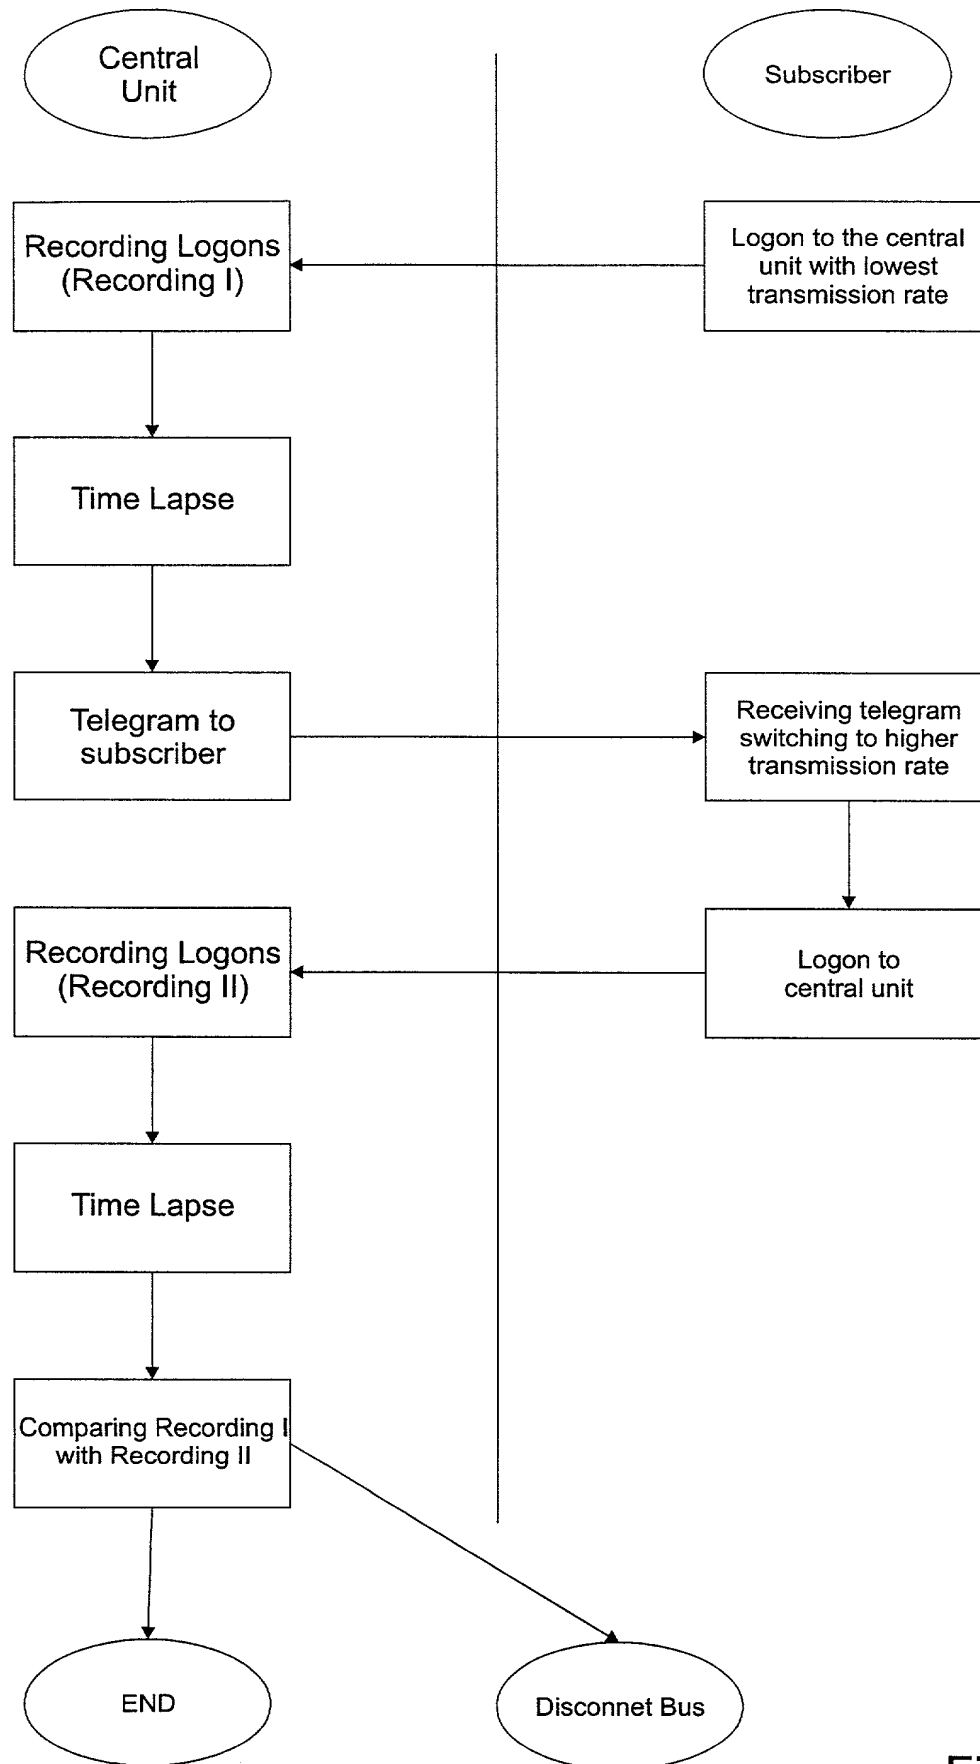 Central
Unit
Subscriber
Recording Logons
(Recording I)
Logon to the central
unit with lowest
transmission rate
Time Lapse
Telegram to
subscriber
Receiving telegram
switching to higher
transmission rate
Recording Logons
(Recording II)
Logon to
central unit
Time Lapse
Comparing Recording I
with Recording II
END
Disconnet Bus